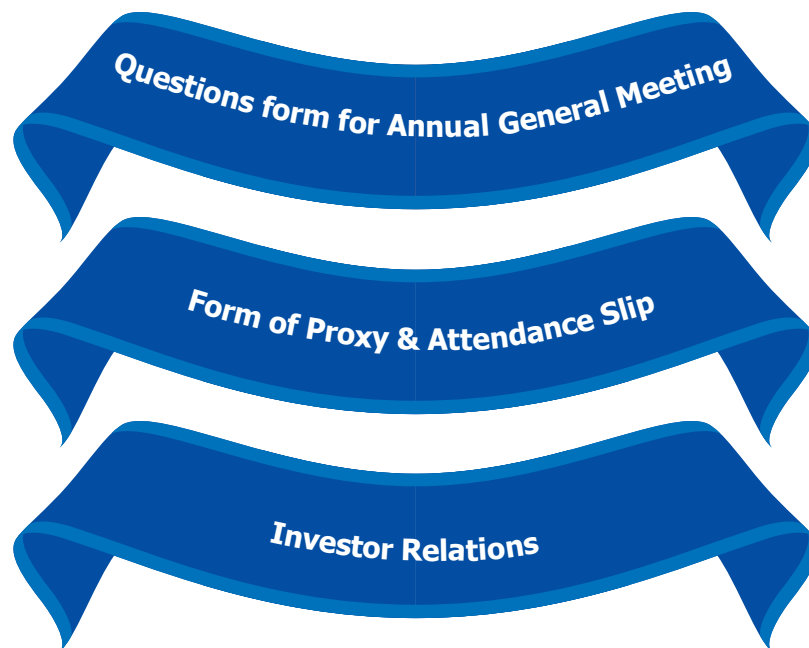 Questions form for Annual General Meeting
Form of Proxy & Attendance Slip
Investor Relations